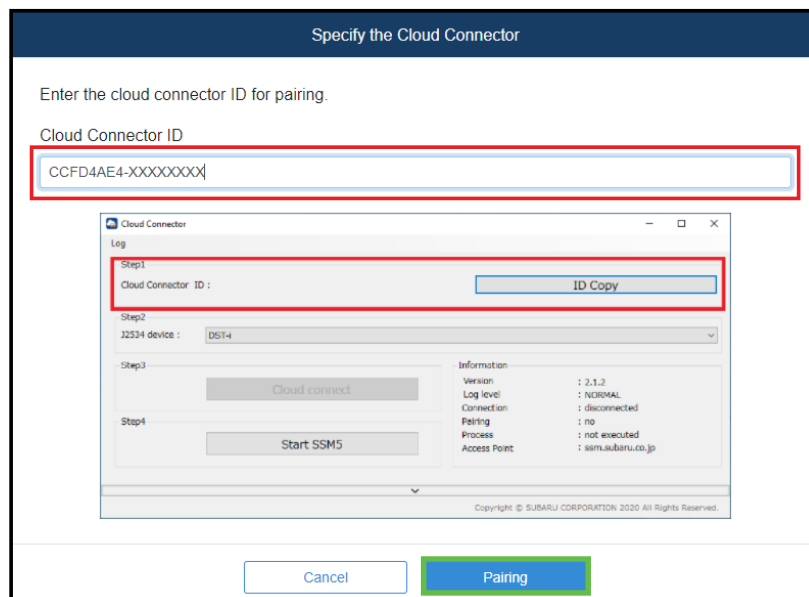 Specify the Cloud Connector
Enter the cloud connector ID for pairing.
Cloud Connector ID
CCFD4AE4-XXXXXXXX
Cloud Connector
Log
Step1
Cloud Connector ID :
ID Copy
Step2
J2534 device :
DST-i
Step3
Cloud connect
Step4
Start SSM5
Information
Version : 2.1.2
Log level : NORMAL
Connection : disconnected
Pairing : no
Process : not executed
Access Point : ssm.subaru.co.jp
Copyright © SUBARU CORPORATION 2020 All Rights Reserved.
Cancel
Pairing